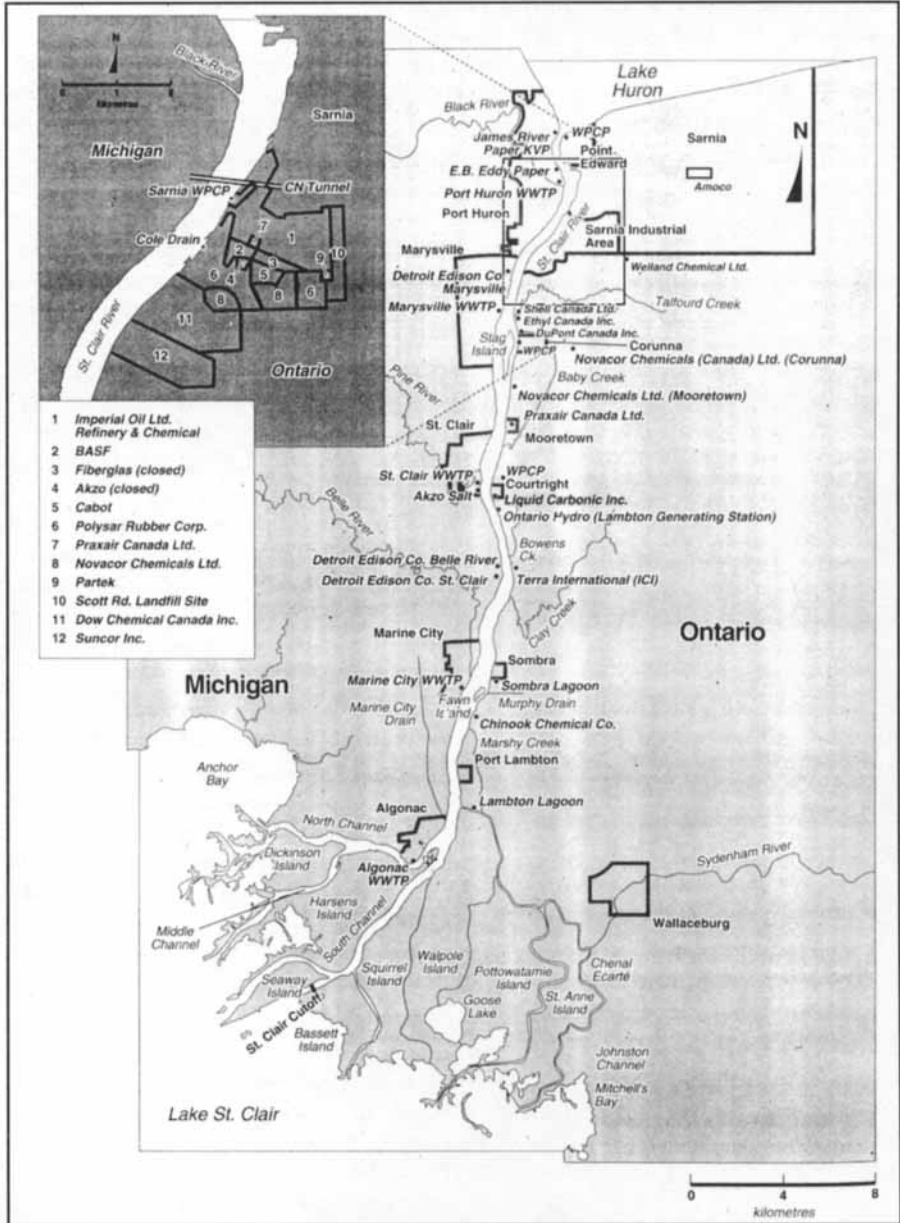 N
0 1
kilometres
Black River
Sarnia
Michigan
Sarnia WPCP
CN Tunnel
Cole Drain
7
1
2
3
9
10
6
4
5
8
8
6
11
12
St. Clair River
Ontario
1 Imperial Oil Ltd.
Refinery & Chemical
2 BASF
3 Fiberglas (closed)
4 Akzo (closed)
5 Cabot
6 Polysar Rubber Corp.
7 Praxair Canada Ltd.
8 Novacor Chemicals Ltd.
9 Partek
10 Scott Rd. Landfill Site
11 Dow Chemical Canada Inc.
12 Suncor Inc.
Lake
Huron
Black River
James River
Paper KVP
WPCP
Point
Edward
Sarnia
N
E.B. Eddy Paper
Amoco
Port Huron WWTP
Port Huron
St. Clair River
Sarnia Industrial
Area
Marysville
Welland Chemical Ltd.
Detroit Edison Co
Marysville
Talfourd Creek
Marysville WWTP
Shell Canada Ltd.
Ethyl Canada Inc.
DuPont Canada Inc.
Stag
Island
WPCP
Corunna
Novacor Chemicals (Canada) Ltd. (Corunna)
Baby Creek
Pine River
Novacor Chemicals Ltd. (Mooretown)
St. Clair
Praxair Canada Ltd.
Mooretown
St. Clair WWTP
WPCP
Courtright
Akzo Salt
Liquid Carbonic Inc.
Ontario Hydro (Lambton Generating Station)
Belle River
Bowens
Ck.
Detroit Edison Co. Belle River
Detroit Edison Co. St. Clair
Terra International (ICI)
Clay Creek
Marine City
Ontario
Sombra
Michigan
Marine City WWTP
Sombra Lagoon
Fawn
Island
Murphy Drain
Marine City
Drain
Chinook Chemical Co.
Marshy Creek
Port Lambton
Anchor
Bay
Algonac
Lambton Lagoon
North Channel
Dickinson
Island
Algonac
WWTP
Sydenham River
Harsens
Island
South Channel
Wallaceburg
Middle
Channel
Walpole
Island
Chenal
Ecarte
Squirrel
Island
Pottowatamie
Island
Seaway
Island
St. Anne
Island
Goose
Lake
St. Clair Cutoff
Bassett
Island
Johnston
Channel
Mitchell's
Bay
Lake St. Clair
0 4 8
kilometres